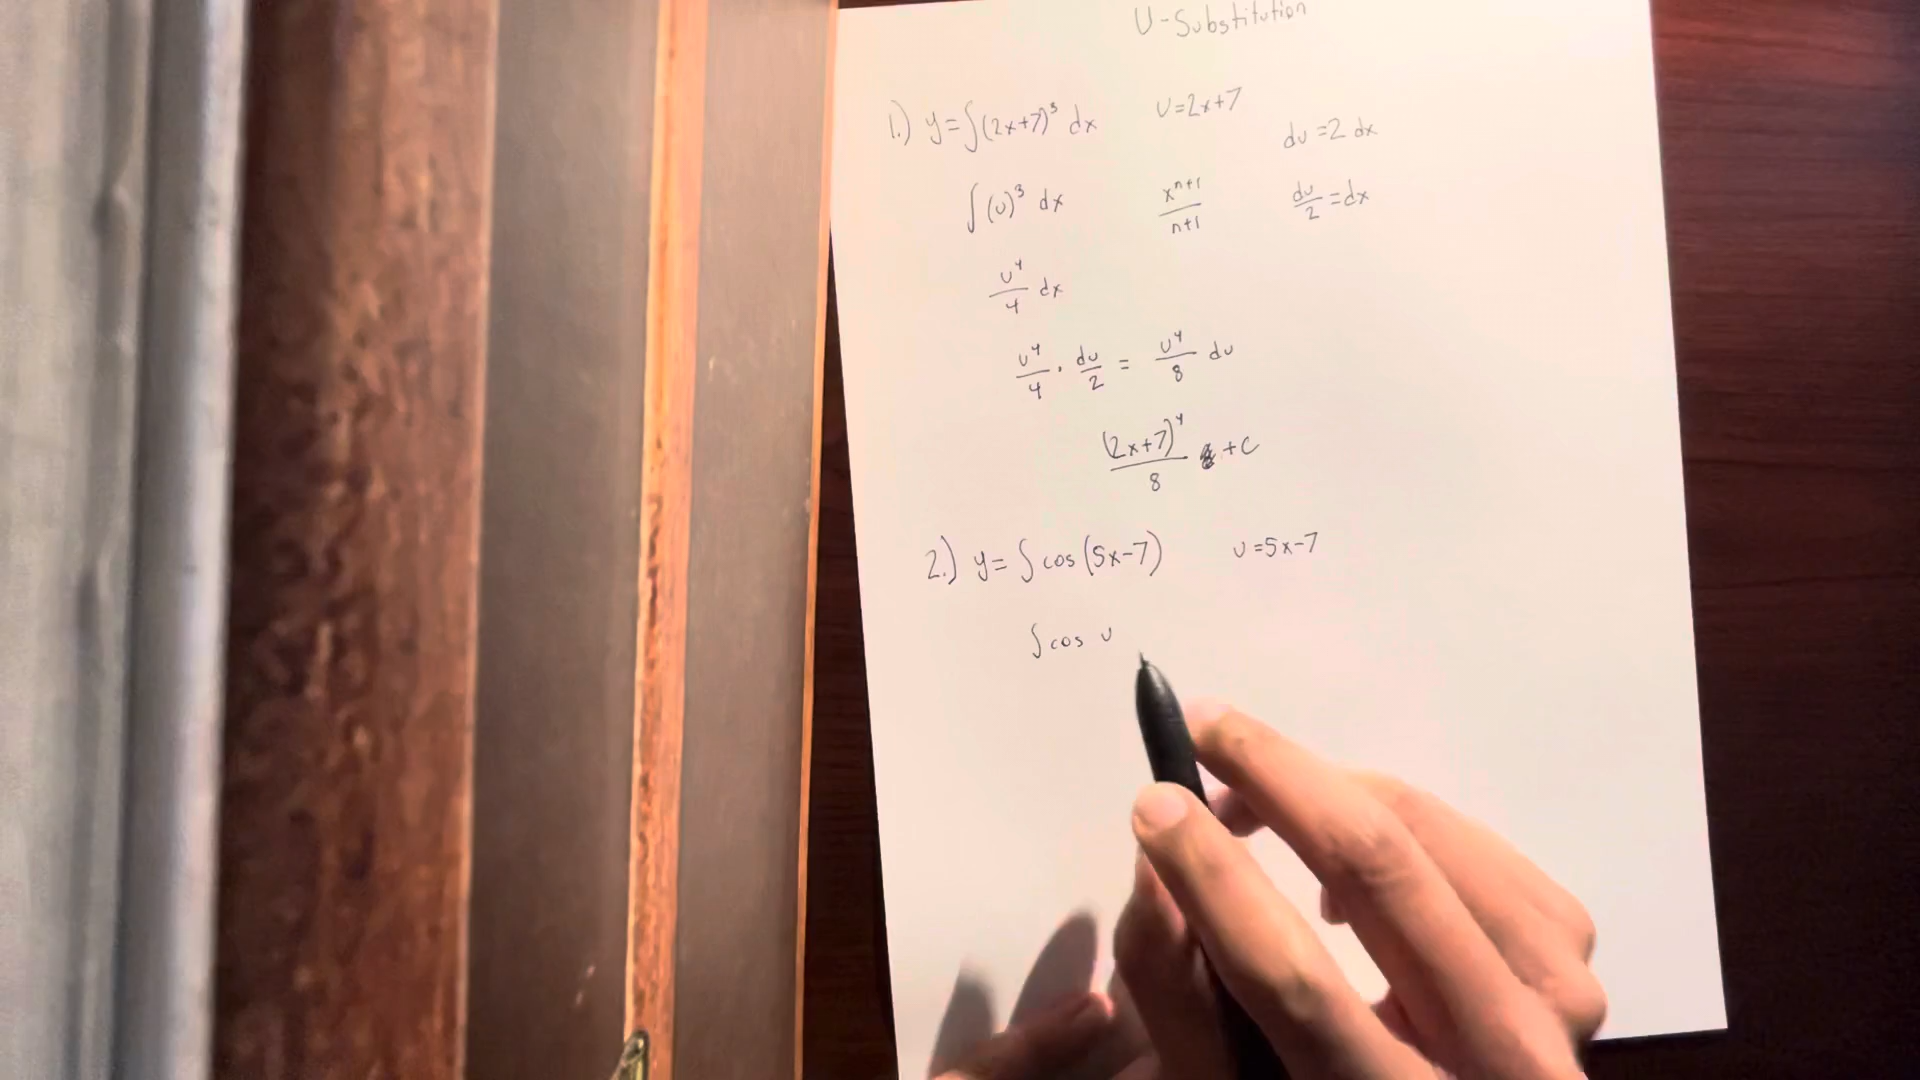 U-Substitution
1.) y=∫(2x+7)³ dx
u=2x+7
du=2 dx
∫(u)³ dx
xⁿ⁺¹/n+1
du/2=dx
u⁴/4 dx
u⁴/4 · du/2 = u⁴/8 du
(2x+7)⁴/8 +c
2.) y=∫cos(5x-7)
u=5x-7
∫cos u